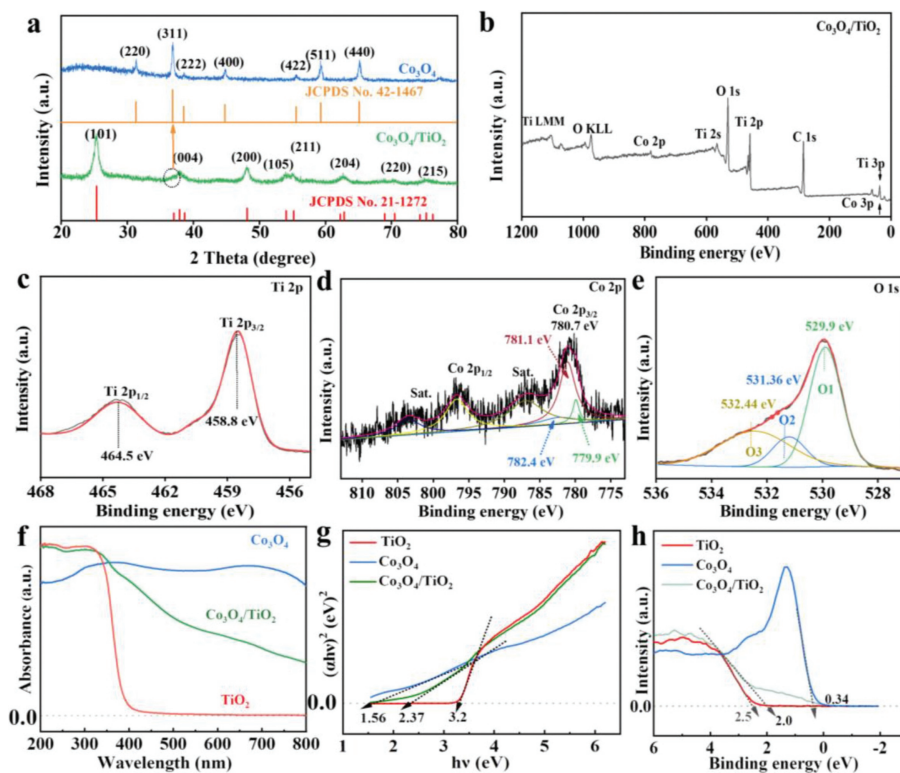 a
(311)
(220)
(222)
(400)
(422)
(511)
(440)
Co₃O₄
JCPDS No. 42-1467
(101)
Co₃O₄/TiO₂
(004)
(200)
(105)
(211)
(204)
(220)
(215)
JCPDS No. 21-1272
Intensity (a.u.)
20 30 40 50 60 70 80
2 Theta (degree)
b
Co₃O₄/TiO₂
Ti LMM
O KLL
Co 2p
Ti 2s
O 1s
Ti 2p
C 1s
Ti 3p
Co 3p
Intensity (a.u.)
1200 1000 800 600 400 200 0
Binding energy (eV)
c
Ti 2p
Ti 2p₃/₂
Ti 2p₁/₂
458.8 eV
464.5 eV
Intensity (a.u.)
468 465 462 459 456
Binding energy (eV)
d
Co 2p
Co 2p₃/₂
780.7 eV
781.1 eV
Co 2p₁/₂
Sat.
Sat.
782.4 eV
779.9 eV
Intensity (a.u.)
810 803 796 787 785 780 775
Binding energy (eV)
e
O 1s
529.9 eV
531.36 eV
532.44 eV
O1
O2
O3
Intensity (a.u.)
536 534 532 530 528
Binding energy (eV)
f
Co₃O₄
Co₃O₄/TiO₂
TiO₂
Absorbance (a.u.)
0.0
200 300 400 500 600 700 800
Wavelength (nm)
g
TiO₂
Co₃O₄
Co₃O₄/TiO₂
(αhν)² (eV)²
0.0
1.56
2.37
3.2
1 2 3 4 5 6
hν (eV)
h
TiO₂
Co₃O₄
Co₃O₄/TiO₂
Intensity (a.u.)
0.0
2.5
2.0
0.34
6 4 2 0 -2
Binding energy (eV)